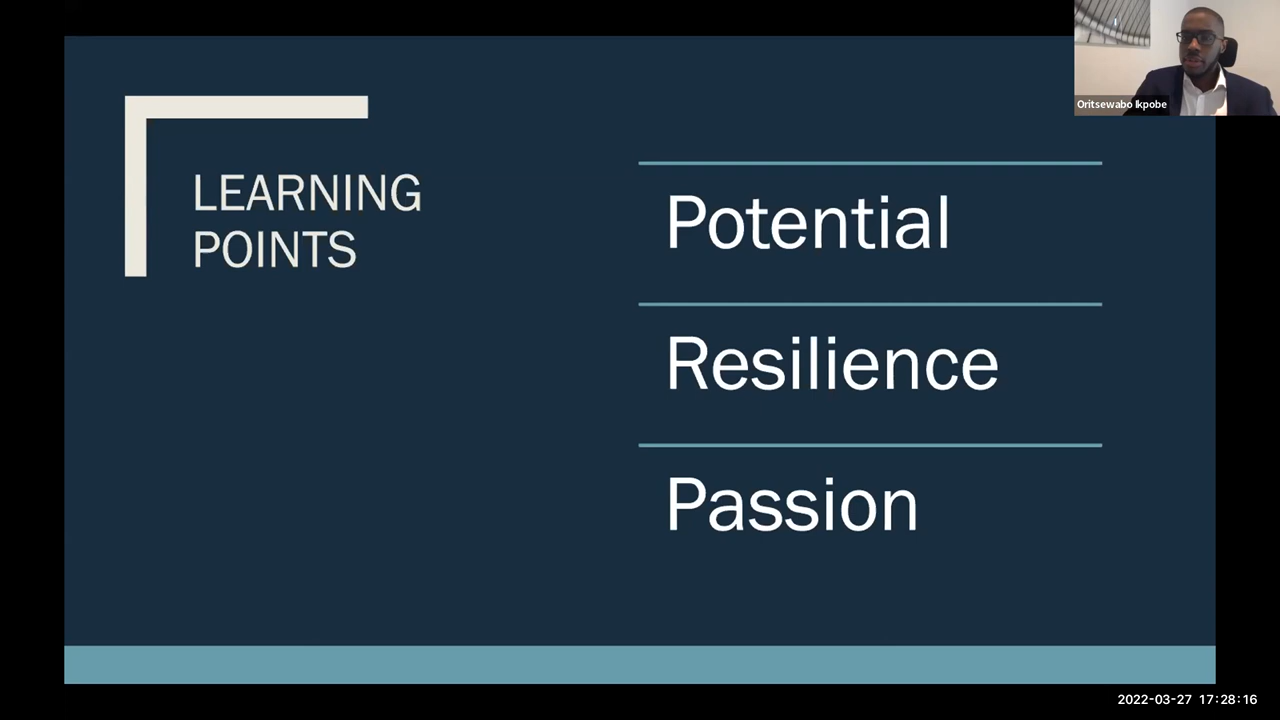 Oritsewabo Ikpobe
LEARNING
POINTS
Potential
Resilience
Passion
2022-03-27 17:28:16